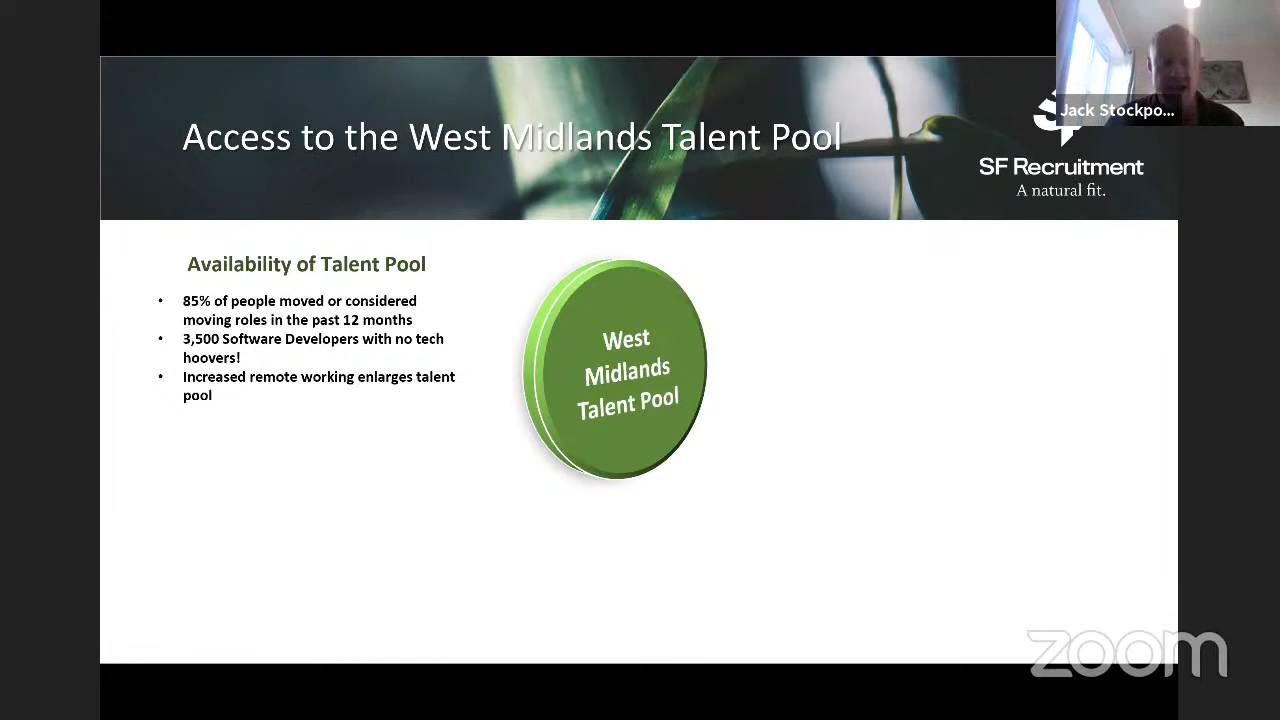 Access to the West Midlands Talent Pool
Jack Stockpo...
SF Recruitment
A natural fit.
Availability of Talent Pool
• 85% of people moved or considered
moving roles in the past 12 months
• 3,500 Software Developers with no tech
hoovers!
• Increased remote working enlarges talent
pool
West
Midlands
Talent Pool
zoom